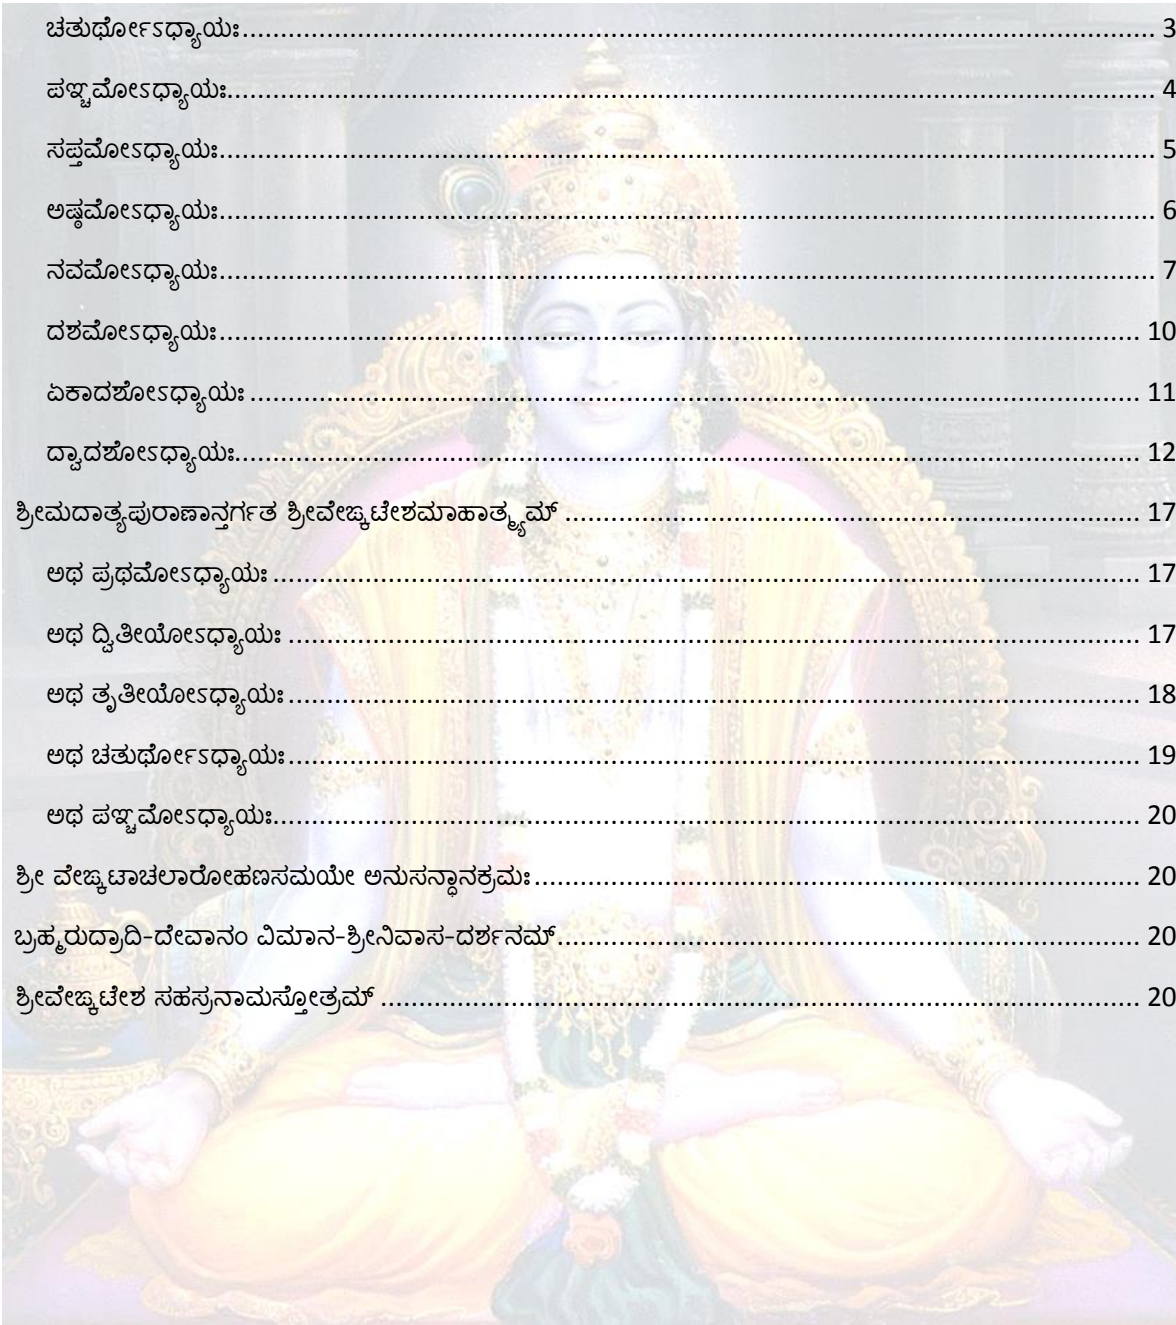 ಚತುರ್ಥೋಽಧ್ಯಾಯಃ........................................................ 3
ಪಞ್ಚಮೋಽಧ್ಯಾಯಃ........................................................ 4
ಸಪ್ತಮೋಽಧ್ಯಾಯಃ........................................................ 5
ಅಷ್ಠಮೋಽಧ್ಯಾಯಃ........................................................ 6
ನವಮೋಽಧ್ಯಾಯಃ........................................................ 7
ದಶಮೋಽಧ್ಯಾಯಃ........................................................ 10
ಏಕಾದಶೋಽಧ್ಯಾಯಃ ........................................................ 11
ದ್ವಾದಶೋಽಧ್ಯಾಯಃ........................................................ 12
ಶ್ರೀಮದಾತ್ಯಪುರಾಣಾನ್ತರ್ಗತ ಶ್ರೀವೇಙ್ಕಟೇಶಮಾಹಾತ್ಮ್ಯಮ್ ........................................................ 17
ಅಥ ಪ್ರಥಮೋಽಧ್ಯಾಯಃ ........................................................ 17
ಅಥ ದ್ವಿತೀಯೋಽಧ್ಯಾಯಃ ........................................................ 17
ಅಥ ತೃತೀಯೋಽಧ್ಯಾಯಃ ........................................................ 18
ಅಥ ಚತುರ್ಥೋಽಧ್ಯಾಯಃ........................................................ 19
ಅಥ ಪಞ್ಚಮೋಽಧ್ಯಾಯಃ........................................................ 20
ಶ್ರೀ ವೇಙ್ಕಟಾಚಲಾರೋಹಣಸಮಯೇ ಅನುಸನ್ಧಾನಕ್ರಮಃ........................................................ 20
ಬ್ರಹ್ಮರುದ್ರಾದಿ-ದೇವಾನಂ ವಿಮಾನ-ಶ್ರೀನಿವಾಸ-ದರ್ಶನಮ್........................................................ 20
ಶ್ರೀವೇಙ್ಕಟೇಶ ಸಹಸ್ರನಾಮಸ್ತೋತ್ರಮ್ ........................................................ 20